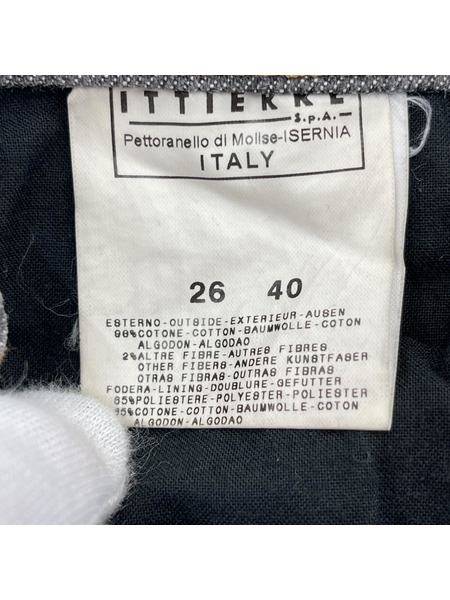 ITTIERRE
S.p.A.
Pettoranello di Molise-ISERNIA
ITALY
26 40
ESTERNO-OUTSIDE-EXTERIEUR-AUSEN
98%COTONE-COTTON-BAUMWOLLE-COTON
ALGODON-ALGODAO
2%ALTRE FIBRE-AUTRES FIBRES
OTHER FIBERS-ANDERE KUNSTFASER
OTRAS FIBRAS-OUTRAS FIBRAS
FODERA-LINING-DOUBLURE-GEFUTTER
65%POLIESTERE-POLYESTER-POLIESTER
35%COTONE-COTTON-BAUMWOLLE-COTON
ALGODON-ALGODAO